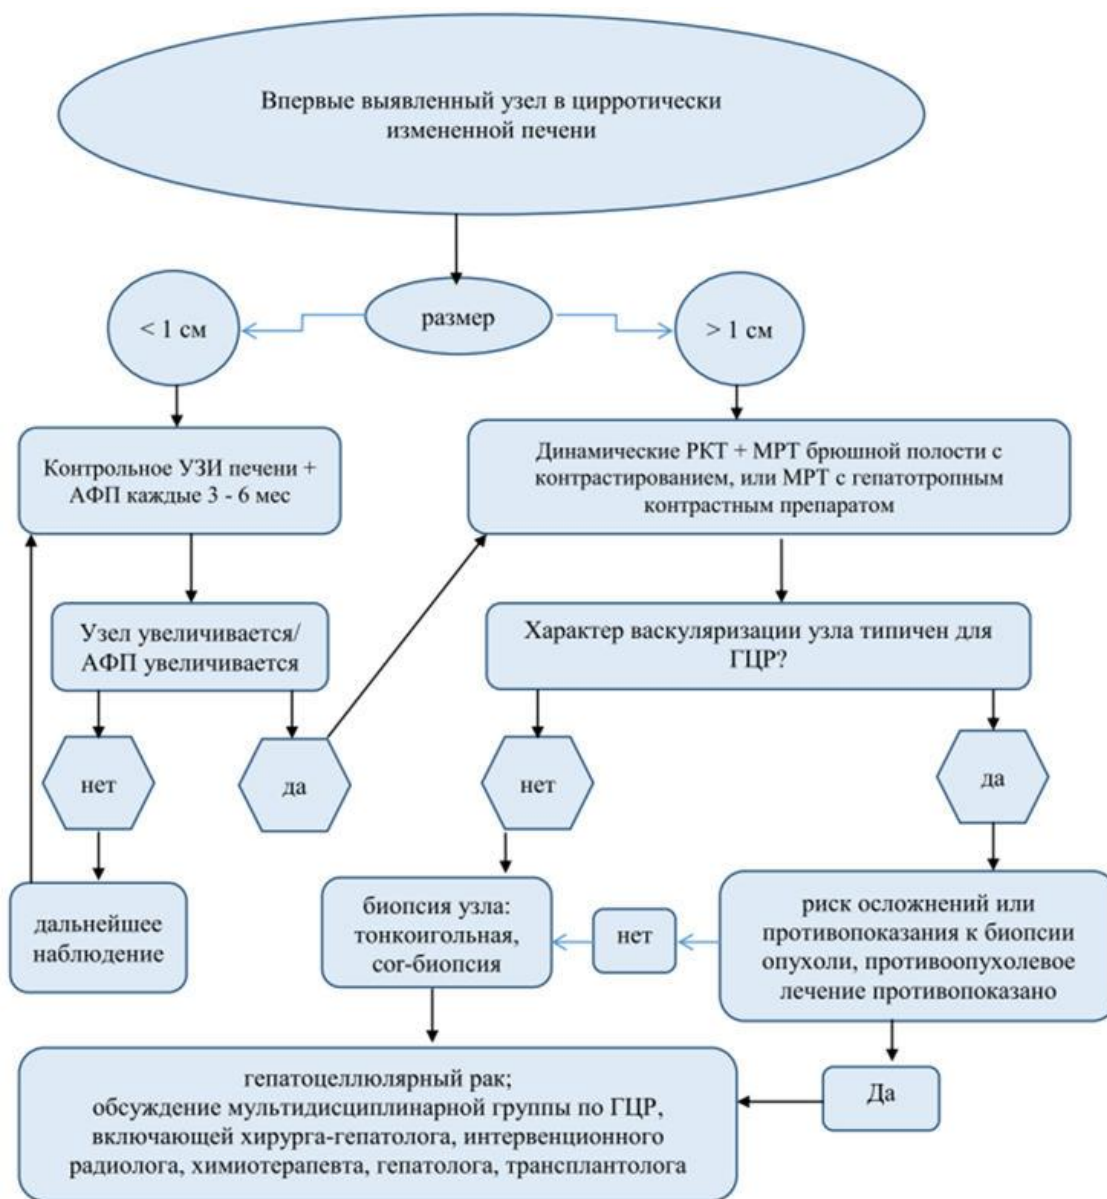 Впервые выявленный узел в цирротически
измененной печени
размер
< 1 см
> 1 см
Контрольное УЗИ печени +
АФП каждые 3 - 6 мес
Динамические РКТ + МРТ брюшной полости с
контрастированием, или МРТ с гепатотропным
контрастным препаратом
Узел увеличивается/
АФП увеличивается
Характер васкуляризации узла типичен для
ГЦР?
нет
да
нет
да
дальнейшее
наблюдение
биопсия узла:
тонкоигольная,
cor-биопсия
нет
риск осложнений или
противопоказания к биопсии
опухоли, противоопухолевое
лечение противопоказано
Да
гепатоцеллюлярный рак;
обсуждение мультидисциплинарной группы по ГЦР,
включающей хирурга-гепатолога, интервенционного
радиолога, химиотерапевта, гепатолога, трансплантолога